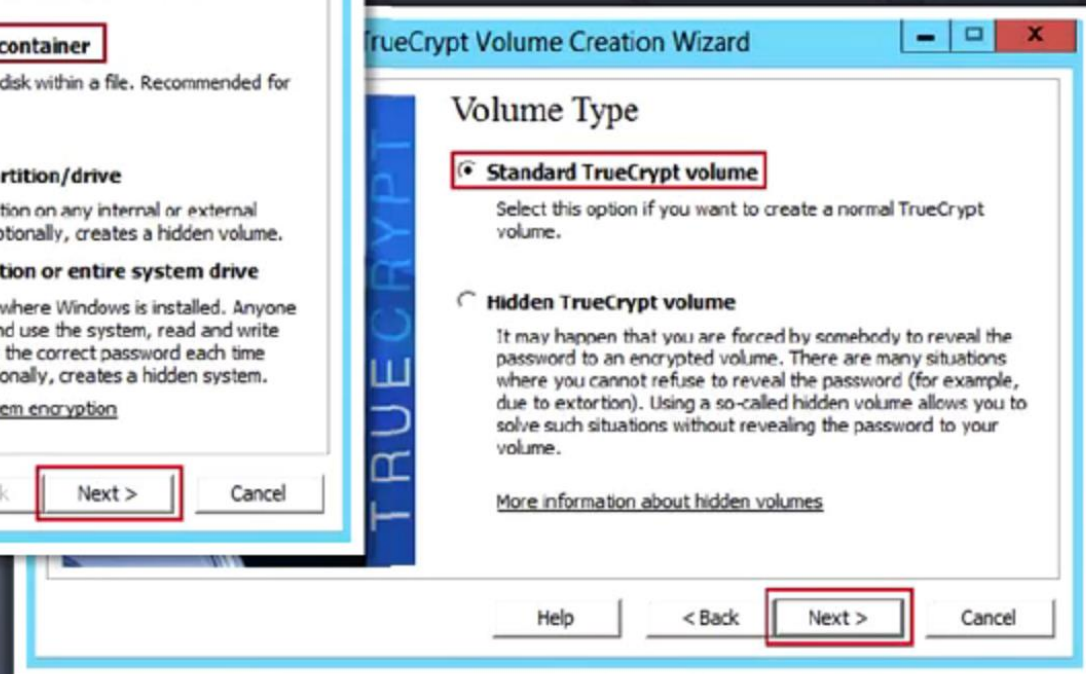 container
disk within a file. Recommended for
rtition/drive
tion on any internal or external
ptionally, creates a hidden volume.
tion or entire system drive
where Windows is installed. Anyone
nd use the system, read and write
the correct password each time
onally, creates a hidden system.
em encryption
k
Next >
Cancel
TrueCrypt Volume Creation Wizard
x
TRUECRYPT
Volume Type
Standard TrueCrypt volume
Select this option if you want to create a normal TrueCrypt
volume.
Hidden TrueCrypt volume
It may happen that you are forced by somebody to reveal the
password to an encrypted volume. There are many situations
where you cannot refuse to reveal the password (for example,
due to extortion). Using a so-called hidden volume allows you to
solve such situations without revealing the password to your
volume.
More information about hidden volumes
Help
< Back
Next >
Cancel